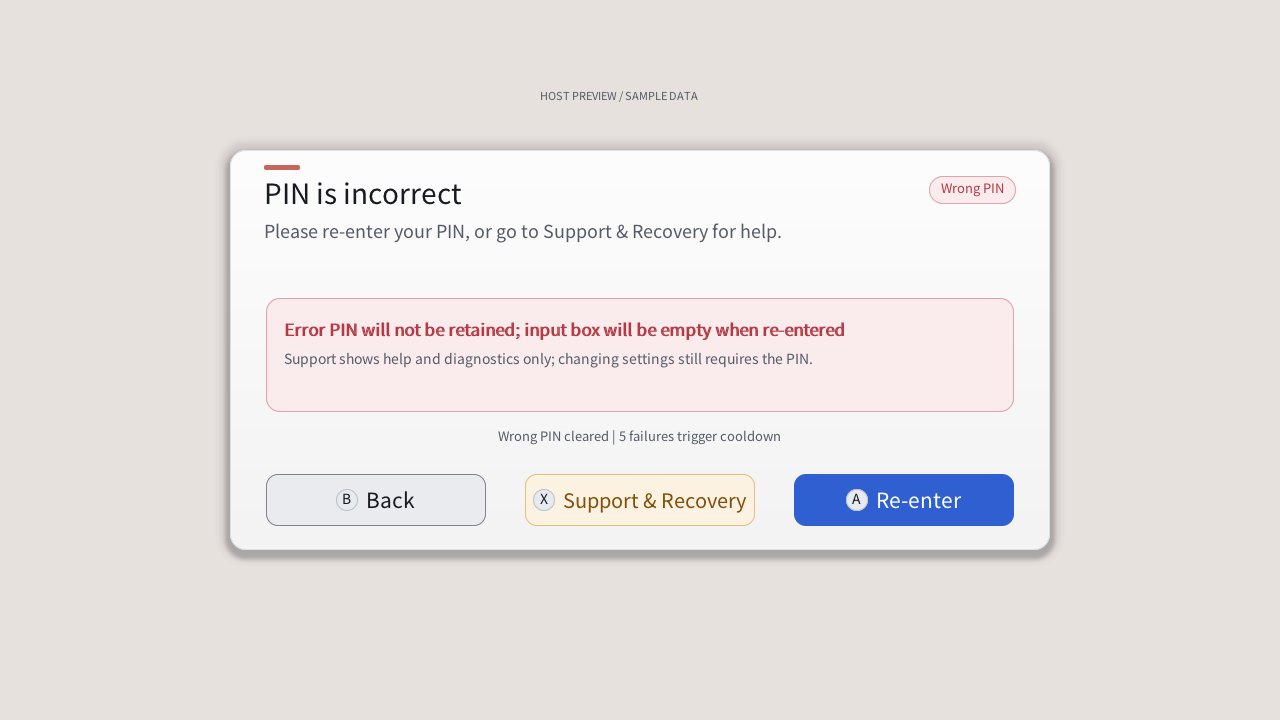 HOST PREVIEW / SAMPLE DATA
PIN is incorrect
Wrong PIN
Please re-enter your PIN, or go to Support & Recovery for help.
Error PIN will not be retained; input box will be empty when re-entered
Support shows help and diagnostics only; changing settings still requires the PIN.
Wrong PIN cleared | 5 failures trigger cooldown
B Back
X Support & Recovery
A Re-enter